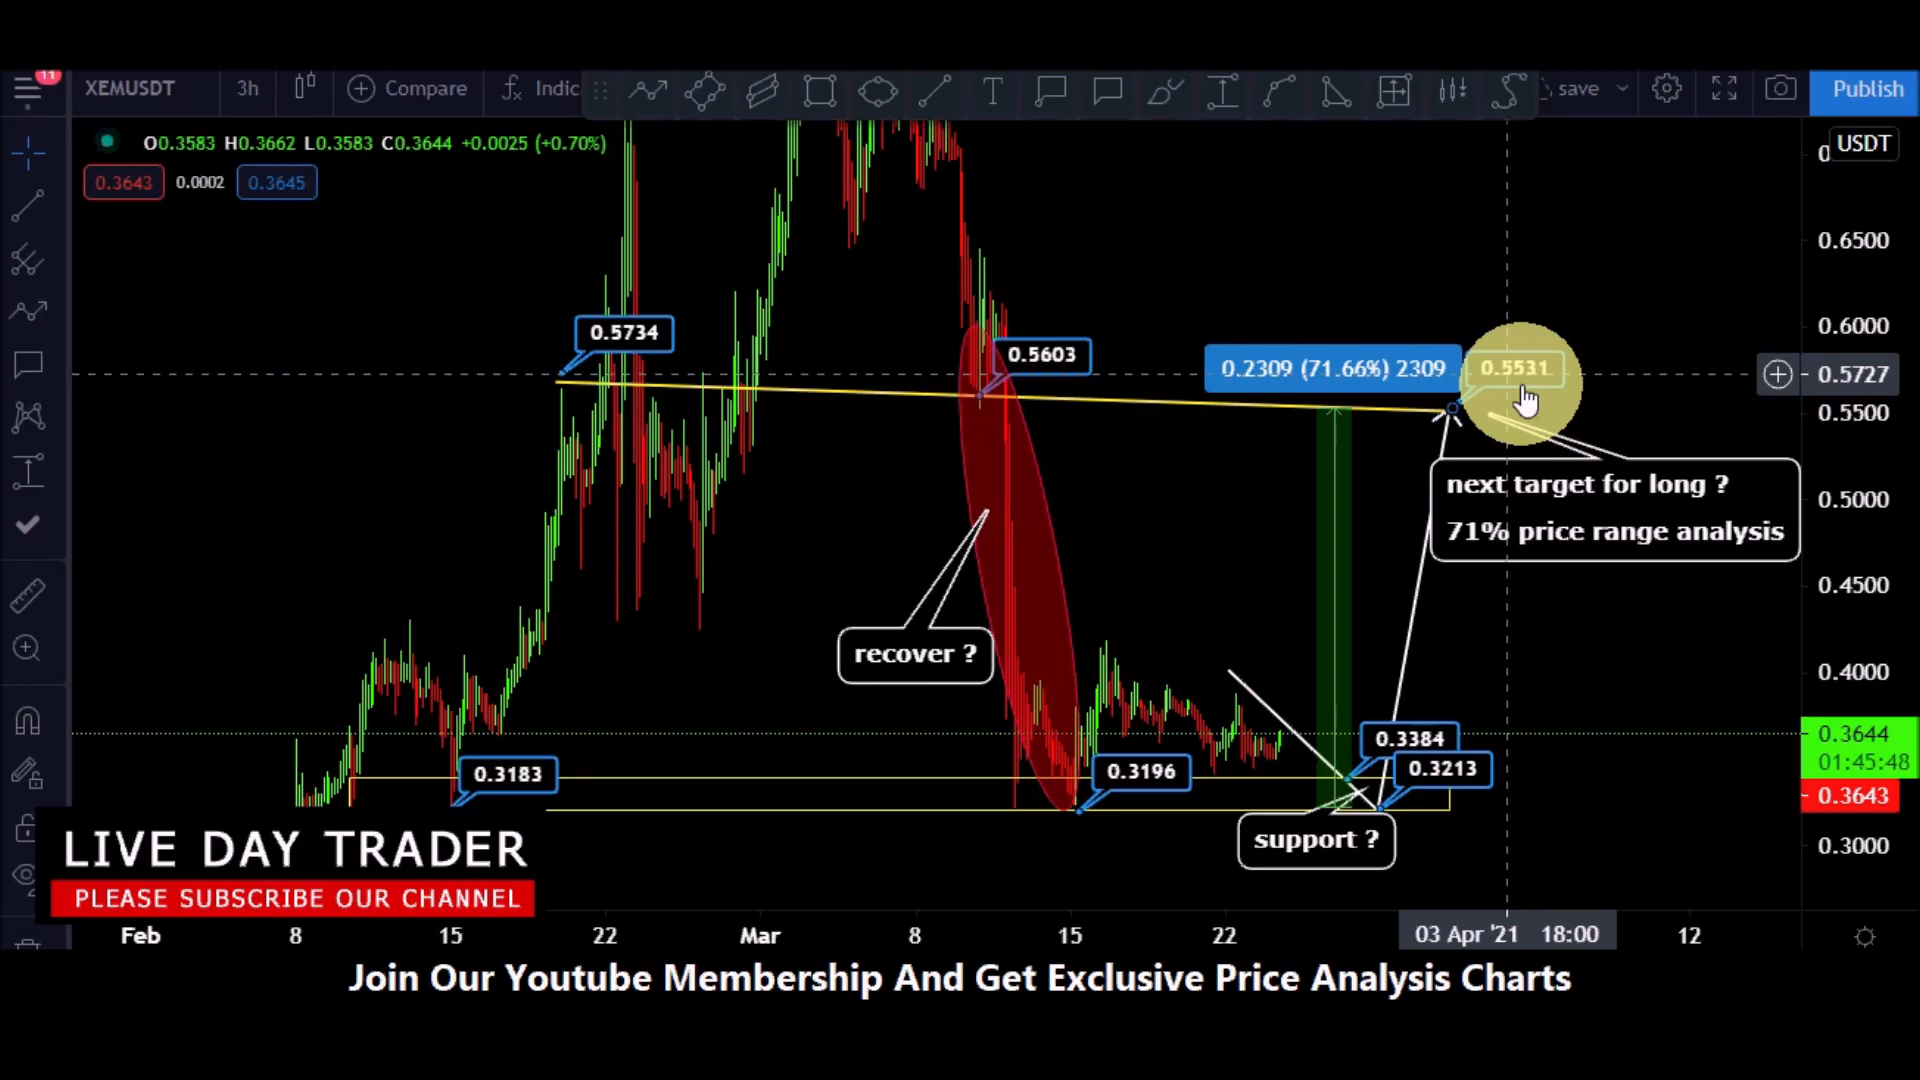 11
XEMUSDT 3h Compare Indic save Publish
O0.3583 H0.3662 L0.3583 C0.3644 +0.0025 (+0.70%)
USDT
0.3643 0.0002 0.3645
0.6500
0.6000
0.5734
0.5603
0.2309 (71.66%) 2309
0.5531
0.5727
0.5500
next target for long ?
71% price range analysis
0.5000
0.4500
recover ?
0.4000
0.3644
01:45:48
0.3643
0.3384
0.3213
0.3183
0.3196
support ?
0.3000
LIVE DAY TRADER
PLEASE SUBSCRIBE OUR CHANNEL
Feb 8 15 22 Mar 8 15 22 03 Apr '21 18:00 12
Join Our Youtube Membership And Get Exclusive Price Analysis Charts